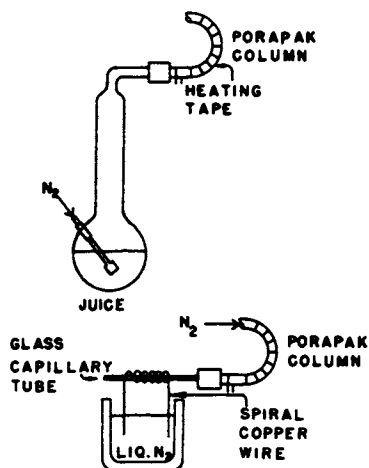 PORAPAK
COLUMN
HEATING
TAPE
N₂
JUICE
N₂
PORAPAK
COLUMN
GLASS
CAPILLARY
TUBE
SPIRAL
COPPER
WIRE
LIQ. N₂